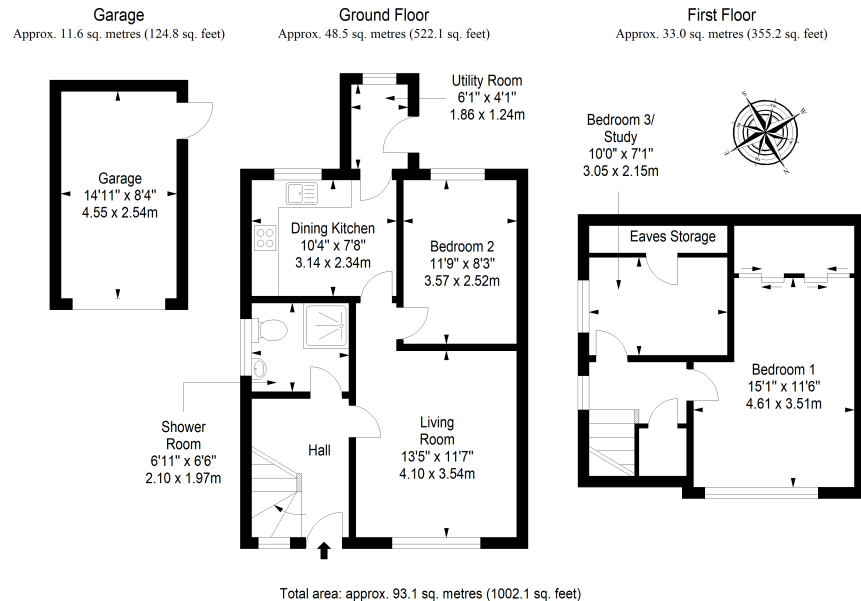 Garage
Approx. 11.6 sq. metres (124.8 sq. feet)
Ground Floor
Approx. 48.5 sq. metres (522.1 sq. feet)
First Floor
Approx. 33.0 sq. metres (355.2 sq. feet)
Utility Room
6'1" x 4'1"
1.86 x 1.24m
Bedroom 3/
Study
10'0" x 7'1"
3.05 x 2.15m
S
W
E
N
Garage
14'11" x 8'4"
4.55 x 2.54m
Dining Kitchen
10'4" x 7'8"
3.14 x 2.34m
Bedroom 2
11'9" x 8'3"
3.57 x 2.52m
Eaves Storage
Bedroom 1
15'1" x 11'6"
4.61 x 3.51m
Shower
Room
6'11" x 6'6"
2.10 x 1.97m
Hall
Living
Room
13'5" x 11'7"
4.10 x 3.54m
Total area: approx. 93.1 sq. metres (1002.1 sq. feet)